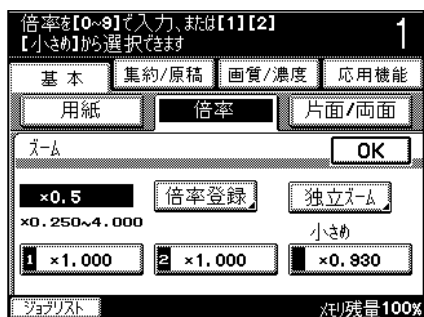 倍率を[0~9]で入力、または[1][2]
【小さめ】から選択できます
1
基本 集約/原稿 画質/濃度 応用機能
用紙 倍率 片面/両面
ズーム OK
×0.5 倍率登録 独立ズーム
×0.250~4.000
小さめ
1 ×1.000 2 ×1.000 ×0.930
ジョブリスト メモリ残量100%